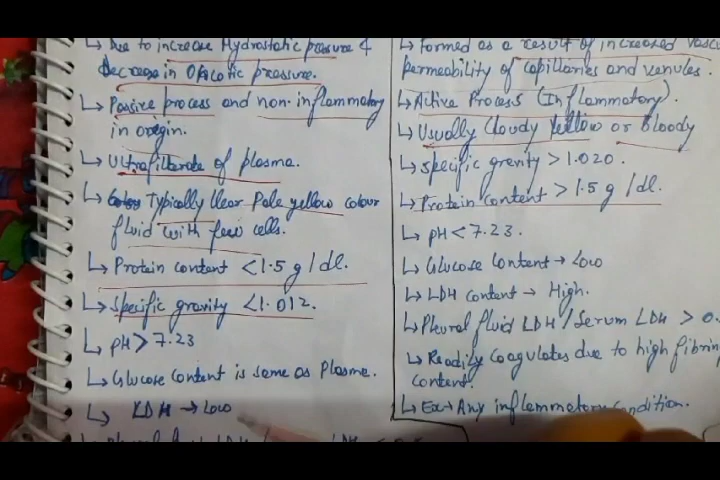 ↳ Due to increase Hydrostatic pressure &
decrease in Oncotic pressure.
↳ Passive process and non-inflammatory
in origin.
↳ Ultrafiltrate of plasma.
↳ Typically clear Pale yellow colour
fluid with few cells.
↳ Protein content < 1.5 g/dl.
↳ Specific gravity < 1.012.
↳ pH > 7.23
↳ Glucose content is same as Plasma.
↳ LDH → Low
↳ Formed as a result of increased
permeability of capillaries and venules.
↳ Active Process (Inflammatory).
↳ Usually Cloudy Yellow or bloody
↳ specific gravity > 1.020.
↳ Protein content > 1.5 g/dl.
↳ pH < 7.23.
↳ Glucose Content → Low
↳ LDH content → High.
↳ Pleural fluid LDH / Serum LDH > 0.
↳ Readily coagulates due to high fibrin
content.
↳ Ex → Any inflammatory condition.